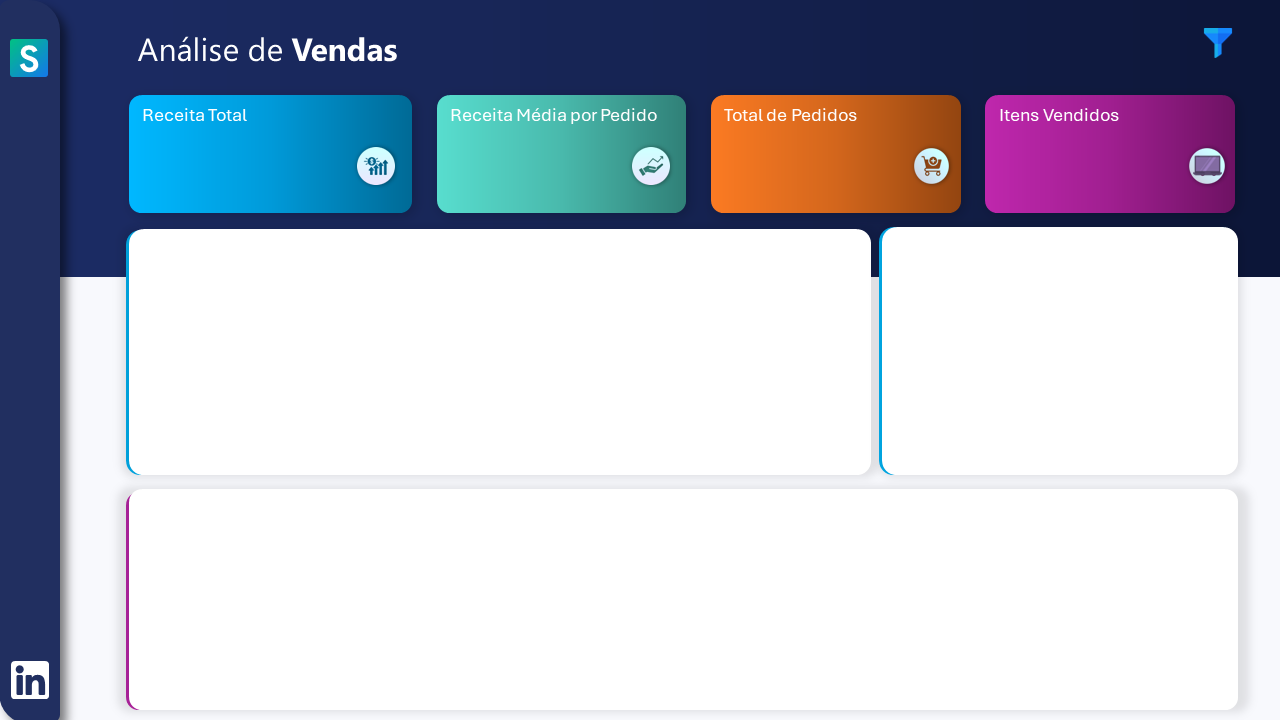 S
Análise de Vendas
Receita Total
Receita Média por Pedido
Total de Pedidos
Itens Vendidos
in